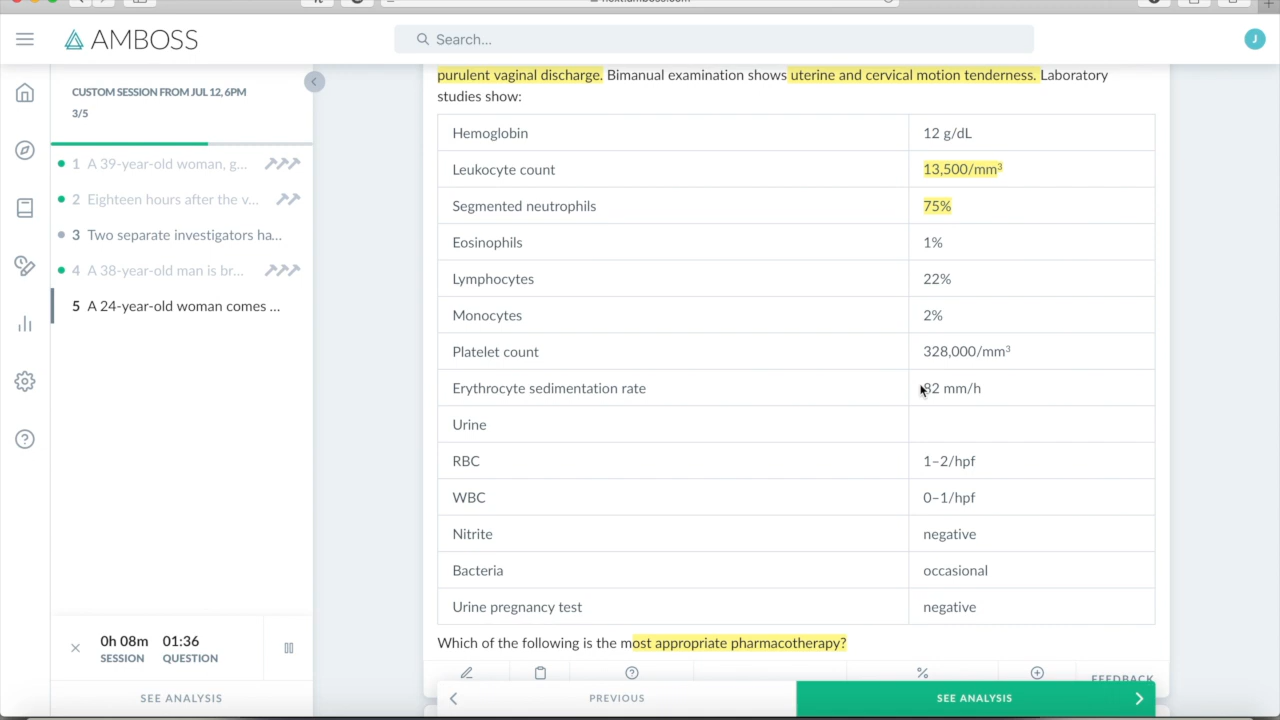 AMBOSS
Search...
J
CUSTOM SESSION FROM JUL 12, 6PM
3/5
1 A 39-year-old woman, g...
2 Eighteen hours after the v...
3 Two separate investigators ha...
4 A 38-year-old man is br...
5 A 24-year-old woman comes ...
0h 08m 01:36
SESSION QUESTION
SEE ANALYSIS
purulent vaginal discharge. Bimanual examination shows uterine and cervical motion tenderness. Laboratory
studies show:
Hemoglobin 12 g/dL
Leukocyte count 13,500/mm³
Segmented neutrophils 75%
Eosinophils 1%
Lymphocytes 22%
Monocytes 2%
Platelet count 328,000/mm³
Erythrocyte sedimentation rate 82 mm/h
Urine
RBC 1–2/hpf
WBC 0–1/hpf
Nitrite negative
Bacteria occasional
Urine pregnancy test negative
Which of the following is the most appropriate pharmacotherapy?
FEEDBACK
PREVIOUS
SEE ANALYSIS